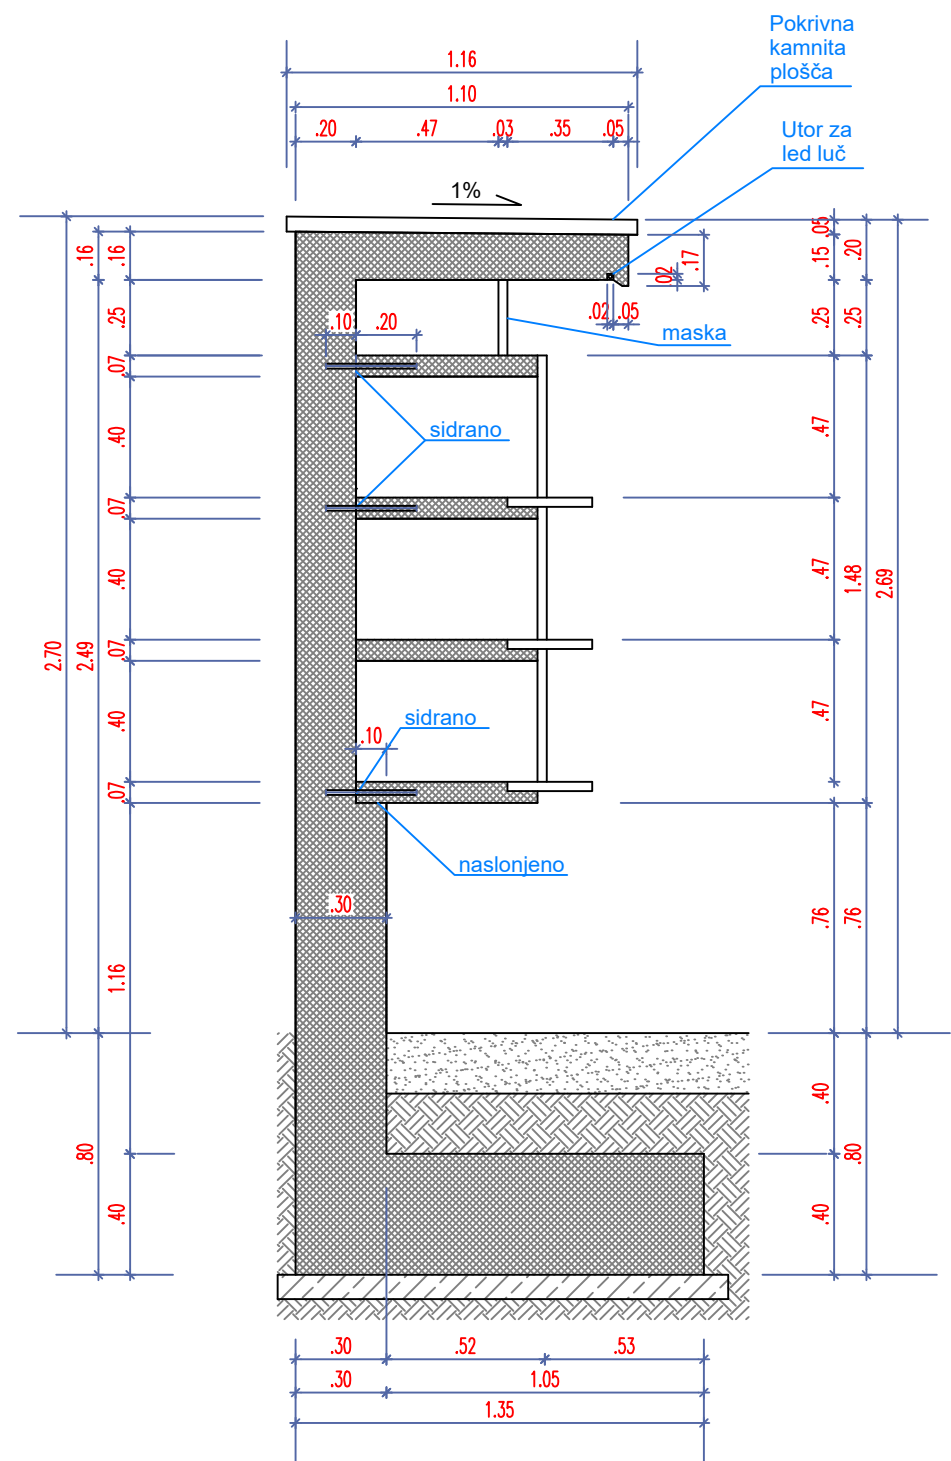 Pokrivna
kamnita
plošča
1.16
1.10
.20 .47 .03 .35 .05
Utor za
led luč
1%
.16 .16 .05 .15 .20
.02 .17
.25 .10 .20 .02 .05 .25 .25
maska
.07
.40 sidrano .47
.07
.40 .47 1.48 2.69
2.70 2.49 .07
.40 sidrano .47
.10
.07
naslonjeno
.30 .76 .76
1.16
.40
.80 .80
.40 .40
.30 .52 .53
.30 1.05
1.35